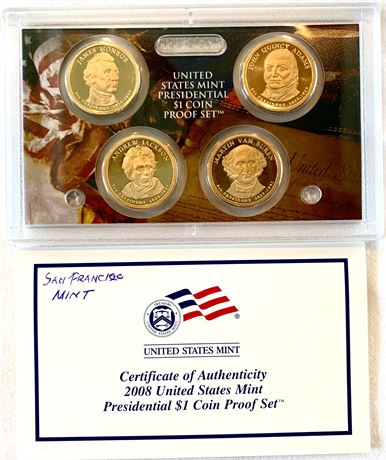 JAMES MONROE
JOHN QUINCY ADAMS
UNITED
STATES MINT
PRESIDENTIAL
$1 COIN
PROOF SET™
ANDREW JACKSON
MARTIN VAN BUREN
SAN FRANCISCO
MINT
UNITED STATES MINT
Certificate of Authenticity
2008 United States Mint
Presidential $1 Coin Proof Set™